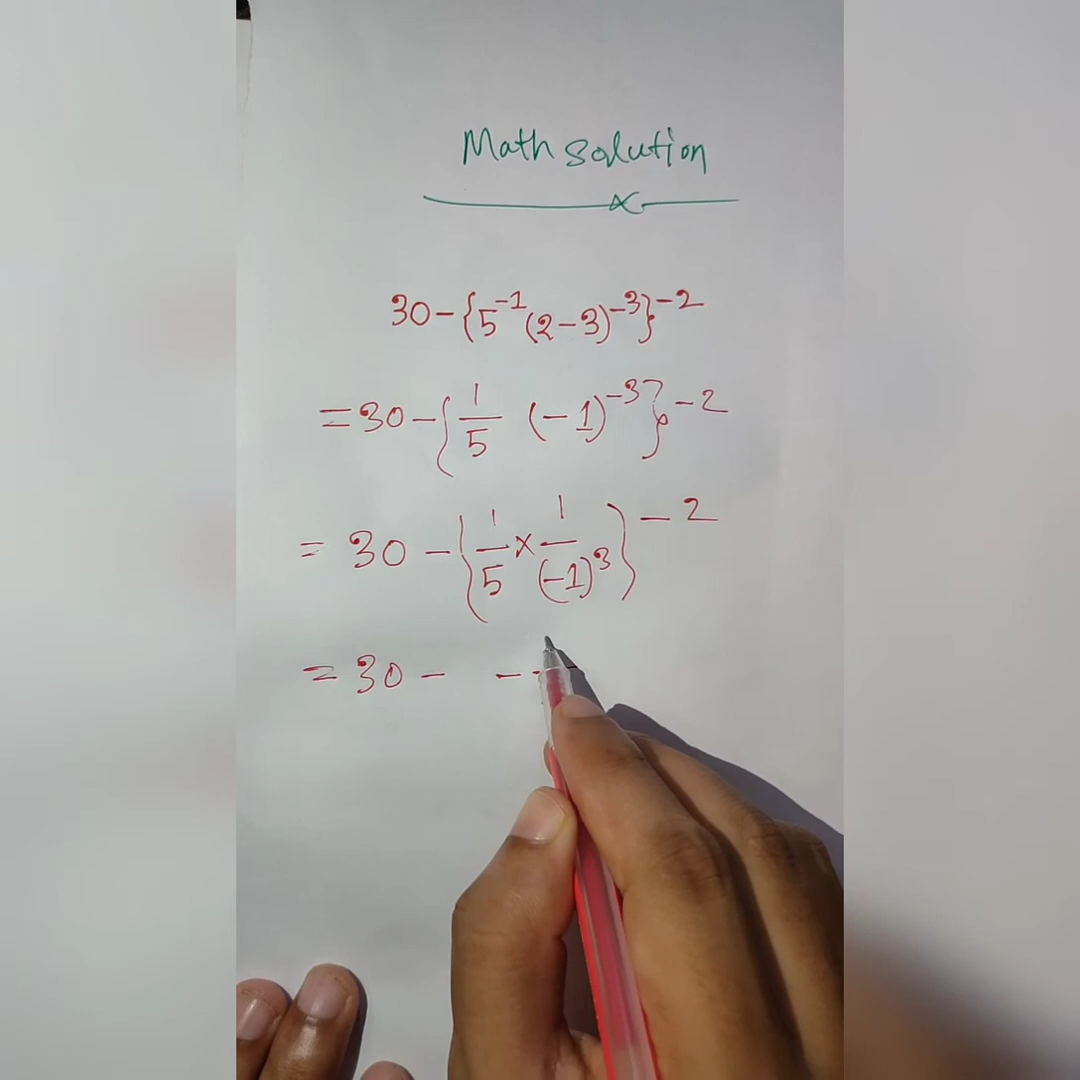 Math solution
30-{5⁻¹(2-3)⁻³}⁻²
=30-{1/5 (-1)⁻³}⁻²
= 30-{1/5×1/(-1)³}⁻²
= 30 - - -